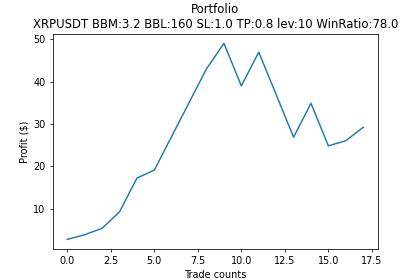 Portfolio
XRPUSDT BBM:3.2 BBL:160 SL:1.0 TP:0.8 lev:10 WinRatio:78.0
50
40
30
20
10
Profit ($)
0.0 2.5 5.0 7.5 10.0 12.5 15.0 17.5
Trade counts